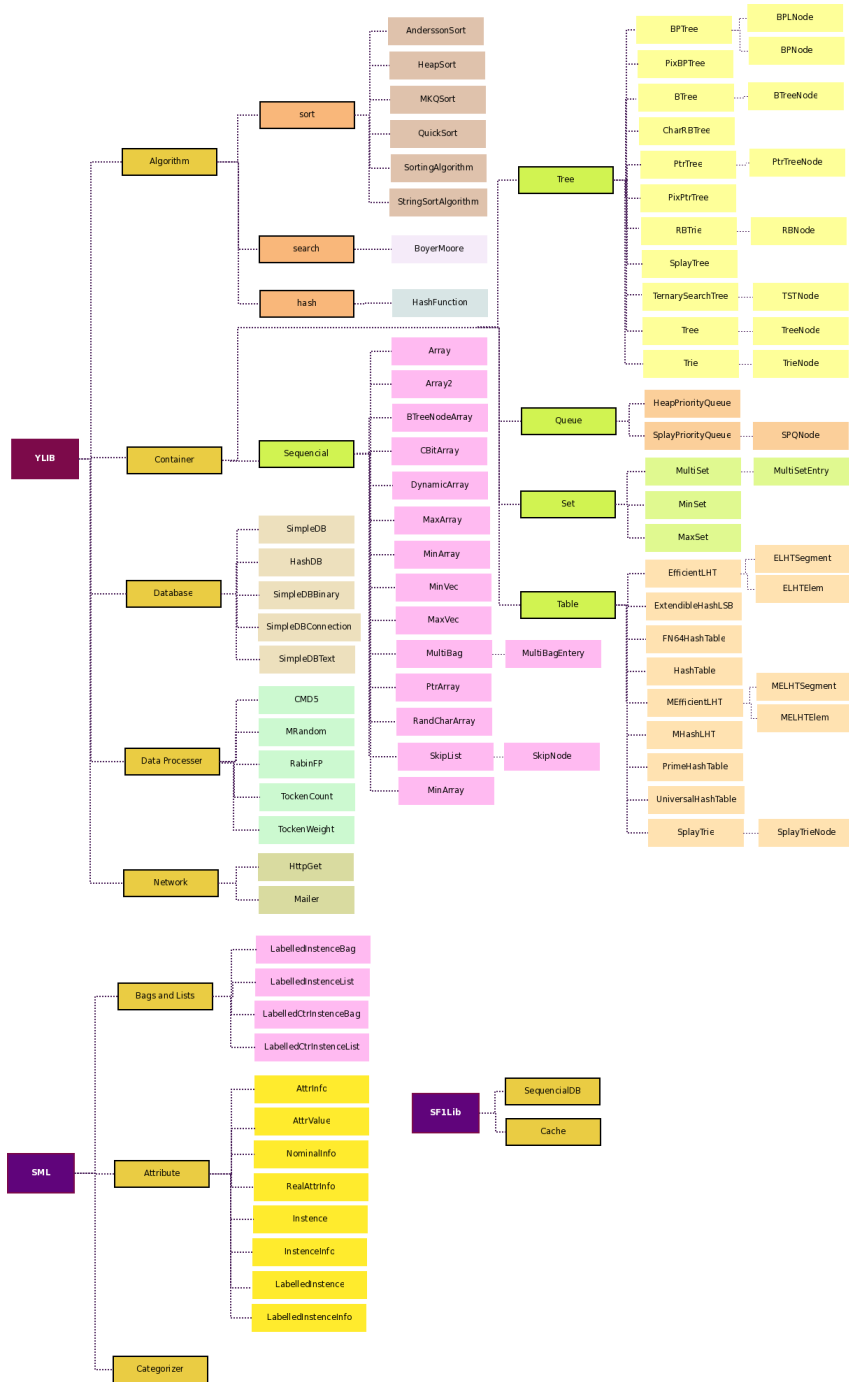 YLIB
Algorithm
sort
AnderssonSort
HeapSort
MKQSort
QuickSort
SortingAlgorithm
StringSortAlgorithm
search
BoyerMoore
hash
HashFunction
Container
Sequencial
Array
Array2
BTreeNodeArray
CBitArray
DynamicArray
MaxArray
MinArray
MinVec
MaxVec
MultiBag
MultiBagEntery
PtrArray
RandCharArray
SkipList
SkipNode
MinArray
Tree
BPTree
BPLNode
BPNode
PixBPTree
BTree
BTreeNode
CharRBTree
PtrTree
PtrTreeNode
PixPtrTree
RBTrie
RBNode
SplayTree
TernarySearchTree
TSTNode
Tree
TreeNode
Trie
TrieNode
Queue
HeapPriorityQueue
SplayPriorityQueue
SPQNode
Set
MultiSet
MultiSetEntry
MinSet
MaxSet
Table
EfficientLHT
ELHTSegment
ELHTElem
ExtendibleHashLSB
FN64HashTable
HashTable
MEfficientLHT
MELHTSegment
MELHTElem
MHashLHT
PrimeHashTable
UniversalHashTable
SplayTrie
SplayTrieNode
Database
SimpleDB
HashDB
SimpleDBBinary
SimpleDBConnection
SimpleDBText
Data Processer
CMD5
MRandom
RabinFP
TockenCount
TockenWeight
Network
HttpGet
Mailer
SML
Bags and Lists
LabelledInstenceBag
LabelledInstenceList
LabelledCtrInstenceBag
LabelledCtrInstenceList
Attribute
AttrInfo
AttrValue
NominalInfo
RealAttrInfo
Instence
InstenceInfo
LabelledInstence
LabelledInstenceInfo
Categorizer
SF1Lib
SequencialDB
Cache